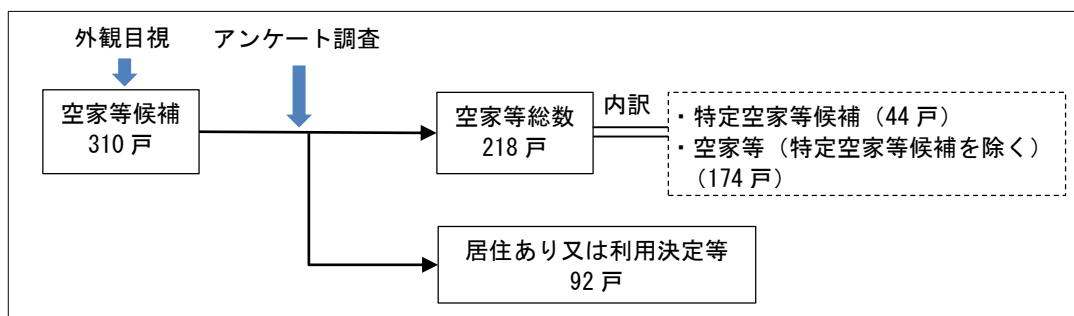 外観目視
アンケート調査
空家等候補
310 戸
空家等総数
218 戸
内訳
・特定空家等候補（44 戸）
・空家等（特定空家等候補を除く）
（174 戸）
居住あり又は利用決定等
92 戸